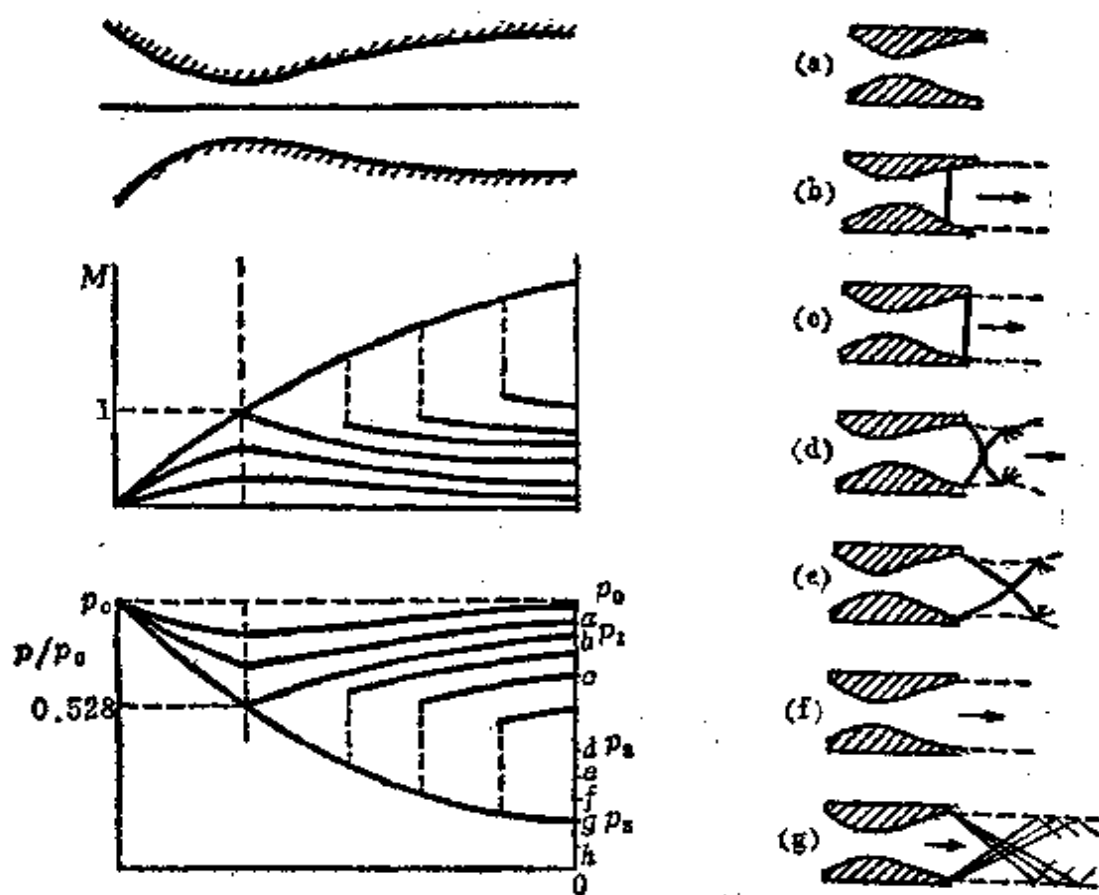 M
1
p₀
p₀
p/p₀
0.528
a
b p₁
c
d p₂
e
f
g p₃
h
0
(a)
(b)
(c)
(d)
(e)
(f)
(g)